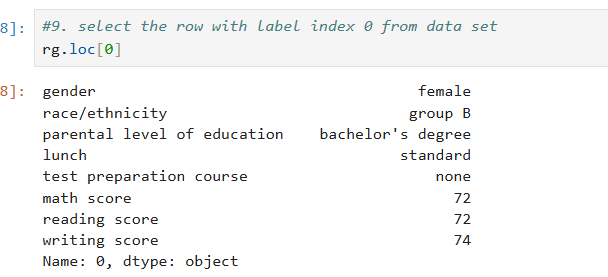 8]: #9. select the row with label index 0 from data set
rg.loc[0]
8]: gender female
race/ethnicity group B
parental level of education bachelor's degree
lunch standard
test preparation course none
math score 72
reading score 72
writing score 74
Name: 0, dtype: object